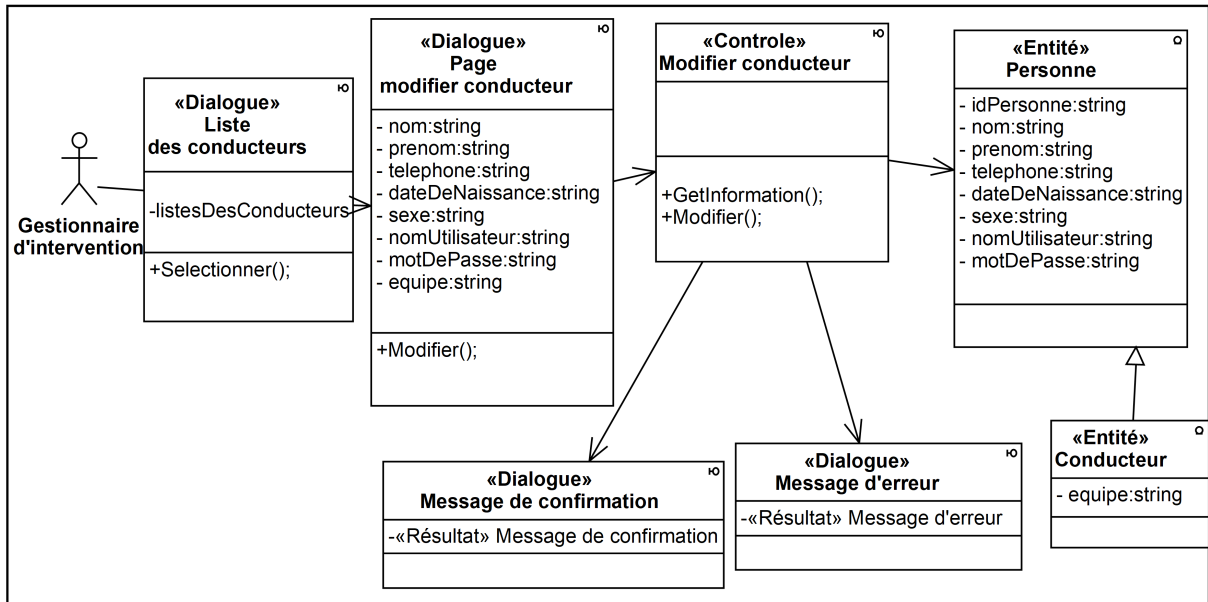 Gestionnaire
d'intervention
«Dialogue»
Liste
des conducteurs
-listesDesConducteurs
+Selectionner();
«Dialogue»
Page
modifier conducteur
- nom:string
- prenom:string
- telephone:string
- dateDeNaissance:string
- sexe:string
- nomUtilisateur:string
- motDePasse:string
- equipe:string
+Modifier();
«Controle»
Modifier conducteur
+GetInformation();
+Modifier();
«Entité»
Personne
- idPersonne:string
- nom:string
- prenom:string
- telephone:string
- dateDeNaissance:string
- sexe:string
- nomUtilisateur:string
- motDePasse:string
«Dialogue»
Message de confirmation
-«Résultat» Message de confirmation
«Dialogue»
Message d'erreur
-«Résultat» Message d'erreur
«Entité»
Conducteur
- equipe:string